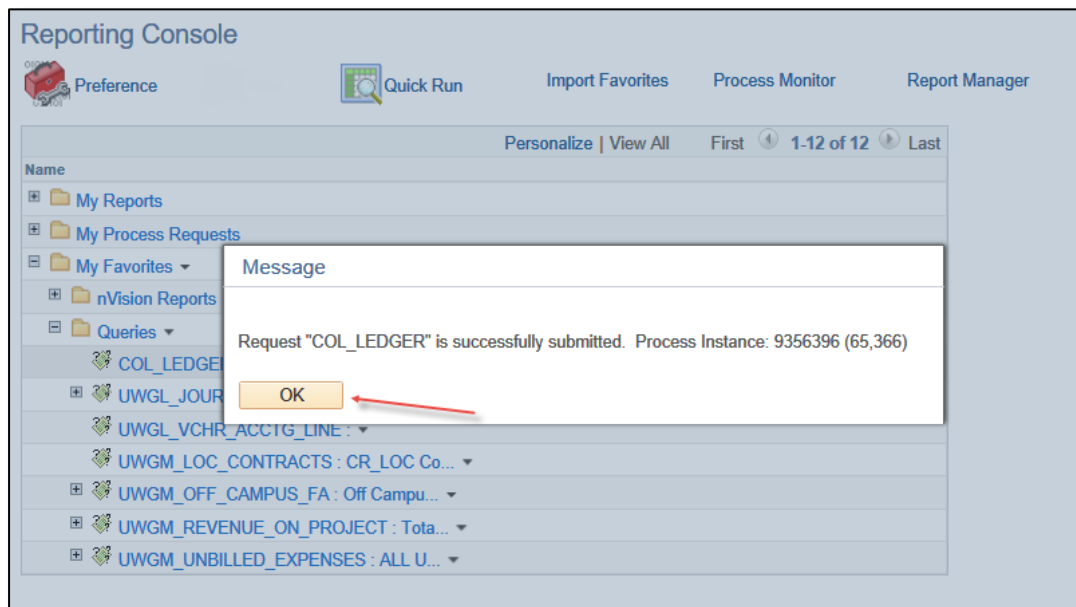 Reporting Console
Preference Quick Run Import Favorites Process Monitor Report Manager
Personalize | View All First 1-12 of 12 Last
Name
My Reports
My Process Requests
My Favorites
nVision Reports
Queries
COL_LEDGE
UWGL_JOUR
UWGL_VCHR_ACCTG_LINE :
UWGM_LOC_CONTRACTS : CR_LOC Co...
UWGM_OFF_CAMPUS_FA : Off Campu...
UWGM_REVENUE_ON_PROJECT : Tota...
UWGM_UNBILLED_EXPENSES : ALL U...
Message
Request "COL_LEDGER" is successfully submitted. Process Instance: 9356396 (65,366)
OK